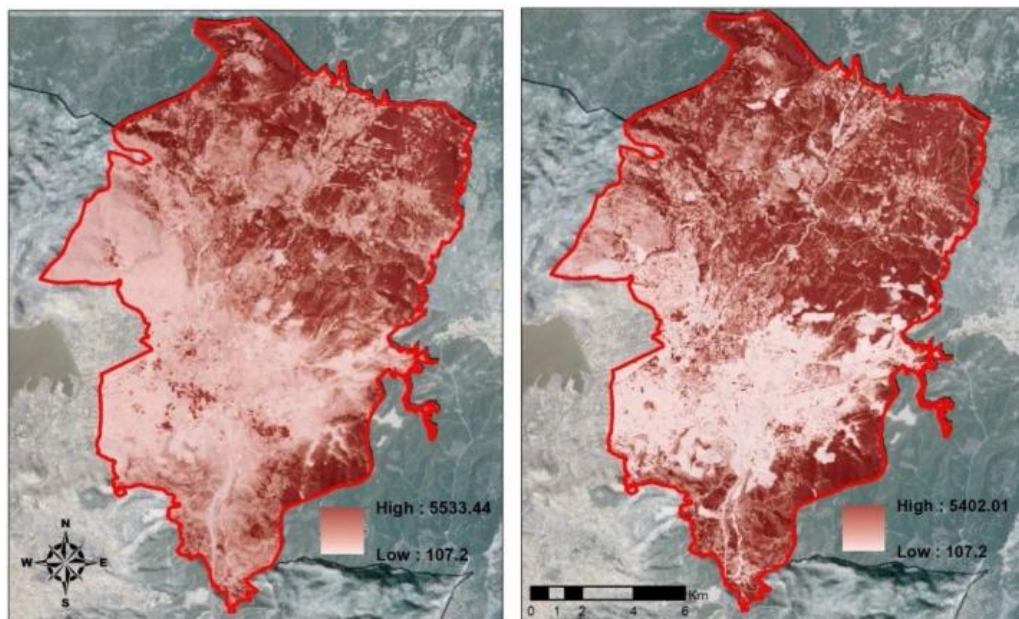 High : 5533.44
Low : 107.2
N
W E
S
High : 5402.01
Low : 107.2
0 1 2 4 6 Km